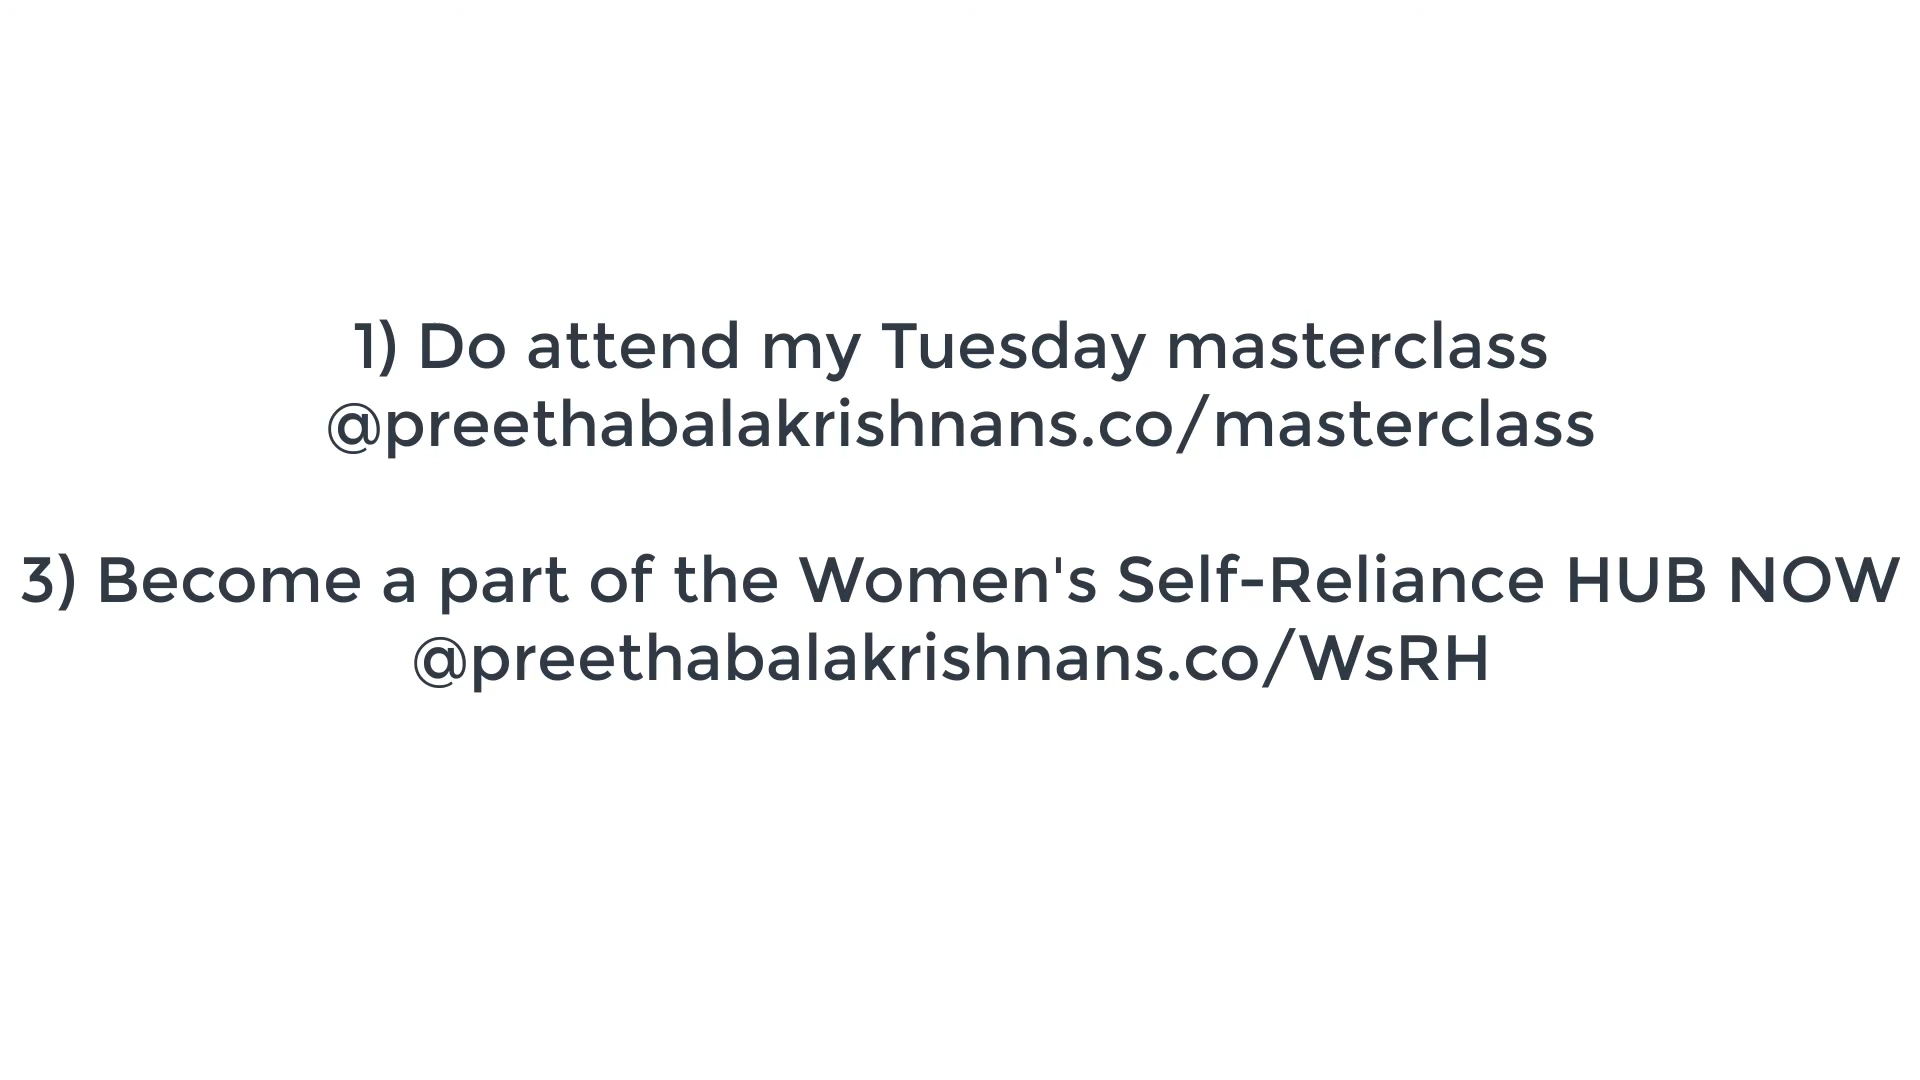 1) Do attend my Tuesday masterclass
@preethabalakrishnans.co/masterclass
3) Become a part of the Women's Self-Reliance HUB NOW
@preethabalakrishnans.co/WsRH